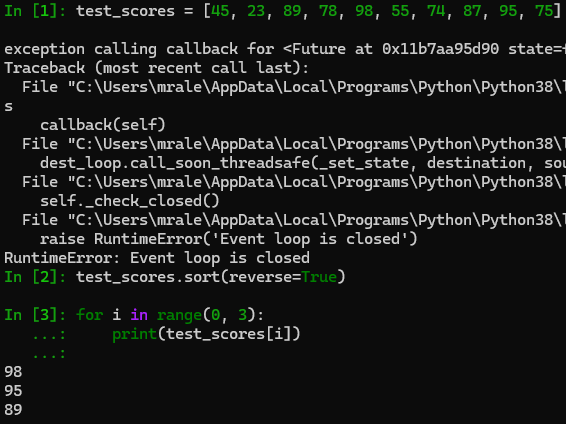 In [1]: test_scores = [45, 23, 89, 78, 98, 55, 74, 87, 95, 75]
exception calling callback for <Future at 0x11b7aa95d90 state=
Traceback (most recent call last):
  File "C:\Users\mrale\AppData\Local\Programs\Python\Python38\
s
    callback(self)
  File "C:\Users\mrale\AppData\Local\Programs\Python\Python38\
    dest_loop.call_soon_threadsafe(_set_state, destination, sou
  File "C:\Users\mrale\AppData\Local\Programs\Python\Python38\
    self._check_closed()
  File "C:\Users\mrale\AppData\Local\Programs\Python\Python38\
    raise RuntimeError('Event loop is closed')
RuntimeError: Event loop is closed
In [2]: test_scores.sort(reverse=True)
In [3]: for i in range(0, 3):
   ...:     print(test_scores[i])
   ...:
98
95
89